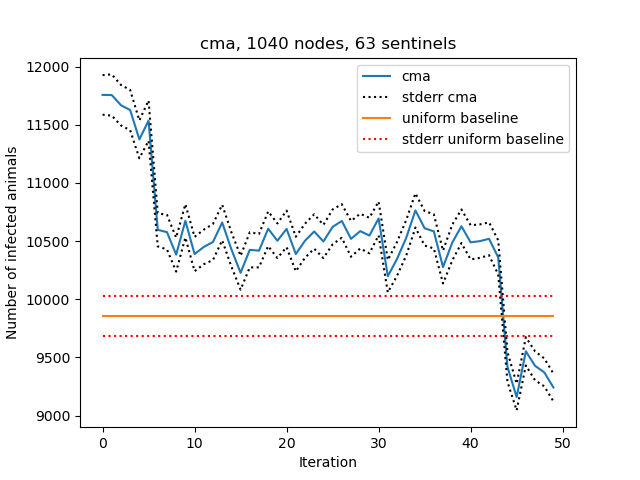 cma, 1040 nodes, 63 sentinels
12000
11500
11000
10500
10000
9500
9000
Number of infected animals
cma
stderr cma
uniform baseline
stderr uniform baseline
0 10 20 30 40 50
Iteration